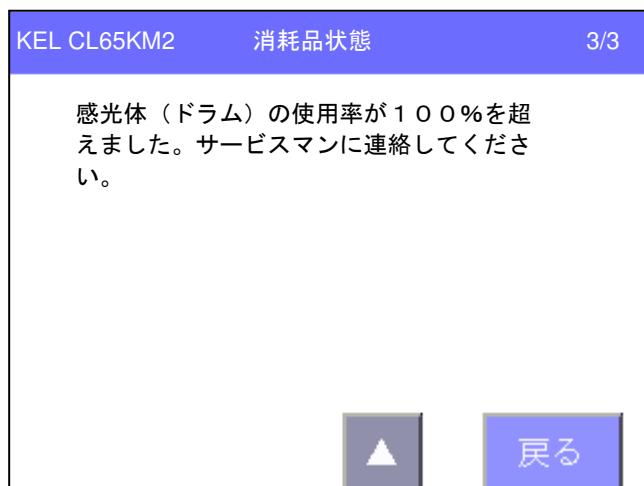 KEL CL65KM2 消耗品状態 3/3
感光体（ドラム）の使用率が１００％を超
えました。サービスマンに連絡してくださ
い。
▲ 戻る